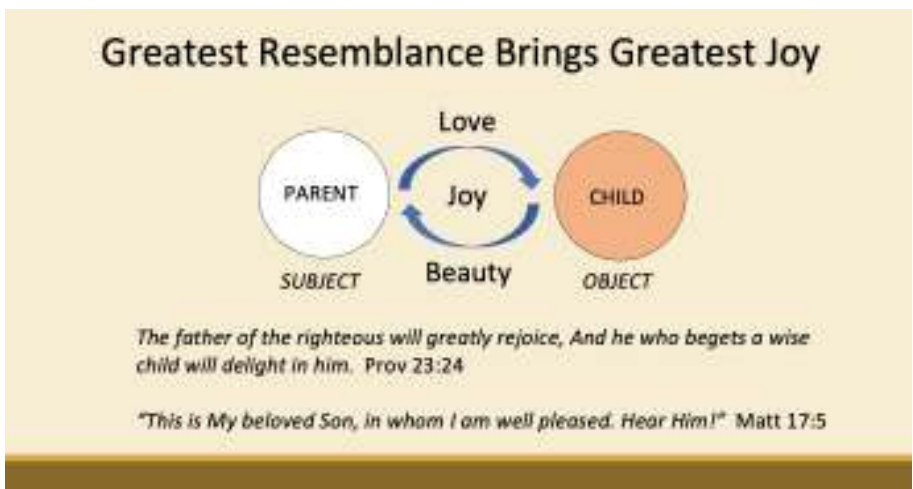 Greatest Resemblance Brings Greatest Joy
Love
PARENT
Joy
CHILD
Beauty
SUBJECT
OBJECT
The father of the righteous will greatly rejoice, And he who begets a wise
child will delight in him. Prov 23:24
"This is My beloved Son, in whom I am well pleased. Hear Him!" Matt 17:5